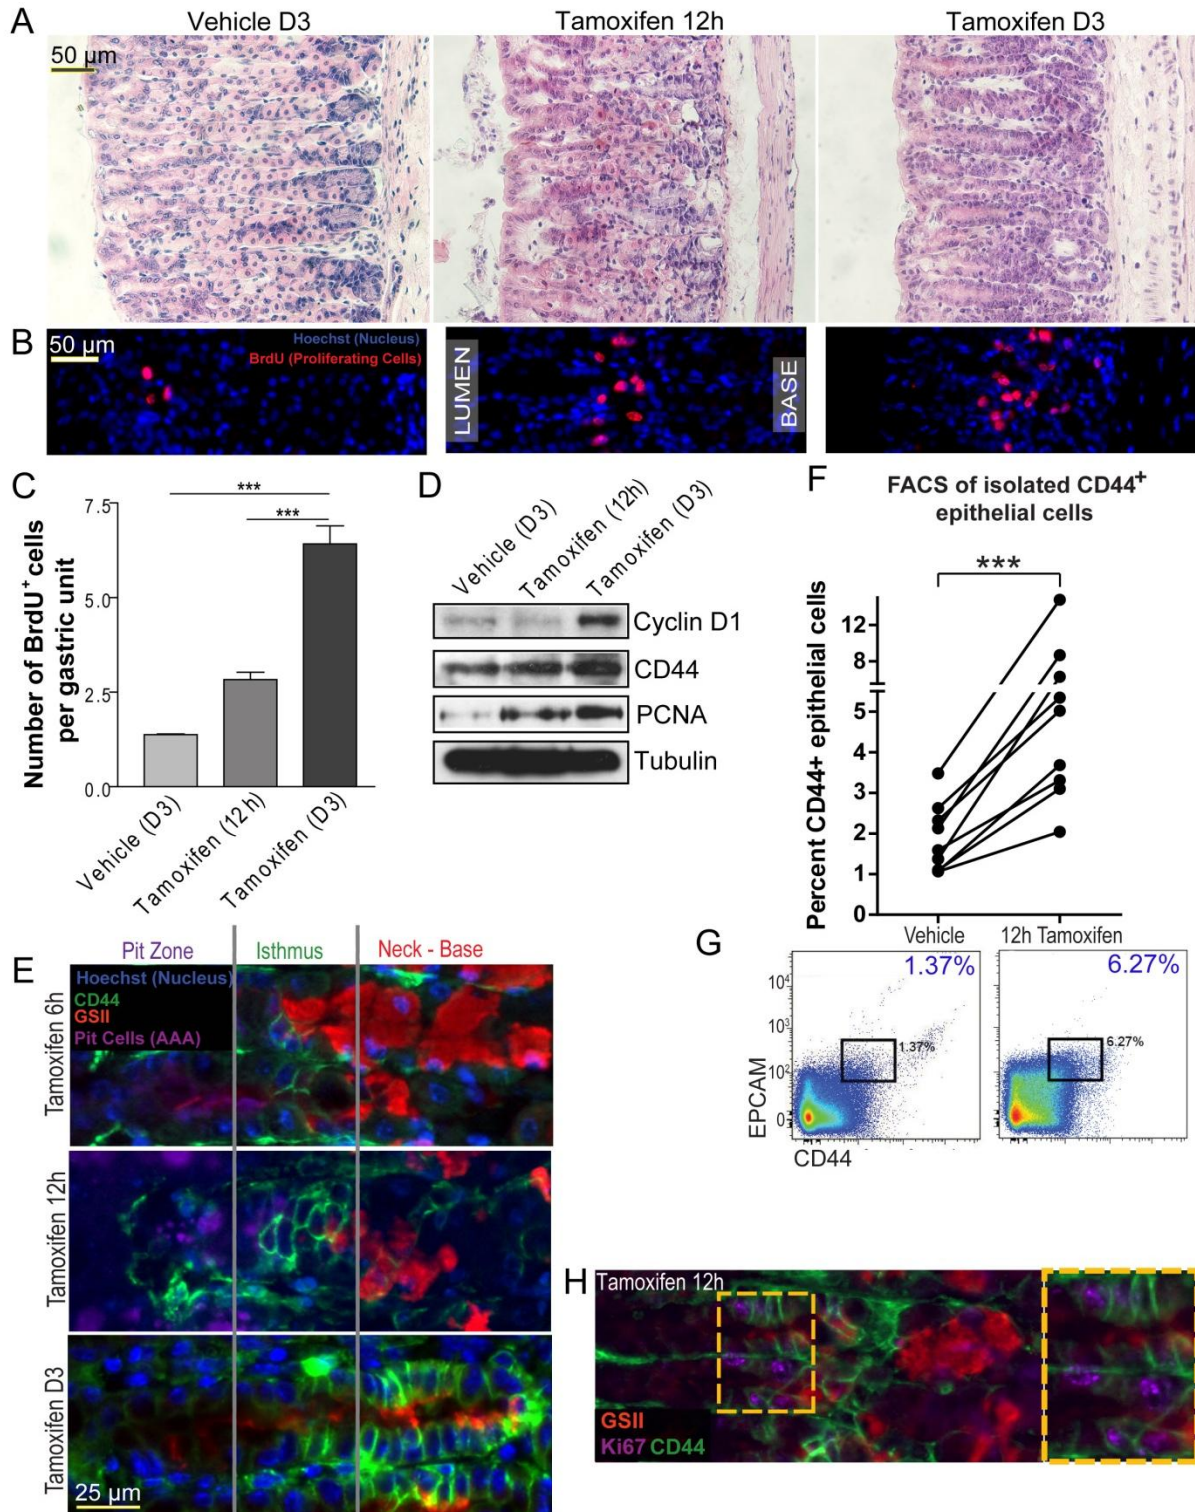 A
Vehicle D3
Tamoxifen 12h
Tamoxifen D3
50 µm
B
50 µm
Hoechst (Nucleus)
BrdU (Proliferating Cells)
LUMEN
BASE
C
Number of BrdU+ cells
per gastric unit
7.5
5.0
2.5
0.0
***
***
Vehicle (D3)
Tamoxifen (12h)
Tamoxifen (D3)
D
Vehicle (D3)
Tamoxifen (12h)
Tamoxifen (D3)
Cyclin D1
CD44
PCNA
Tubulin
F
FACS of isolated CD44+
epithelial cells
***
Percent CD44+ epithelial cells
12
8
5
4
3
2
1
0
Vehicle
12h Tamoxifen
E
Pit Zone
Isthmus
Neck - Base
Hoechst (Nucleus)
CD44
GSII
Pit Cells (AAA)
Tamoxifen 6h
Tamoxifen 12h
Tamoxifen D3
25 µm
G
1.37%
6.27%
10⁴
10³
10²
0
1.37%
6.27%
EPCAM
CD44
H
Tamoxifen 12h
GSII
Ki67 CD44